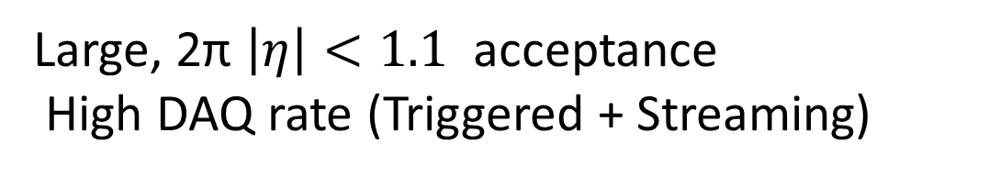 Large, 2π |η| < 1.1 acceptance
High DAQ rate (Triggered + Streaming)